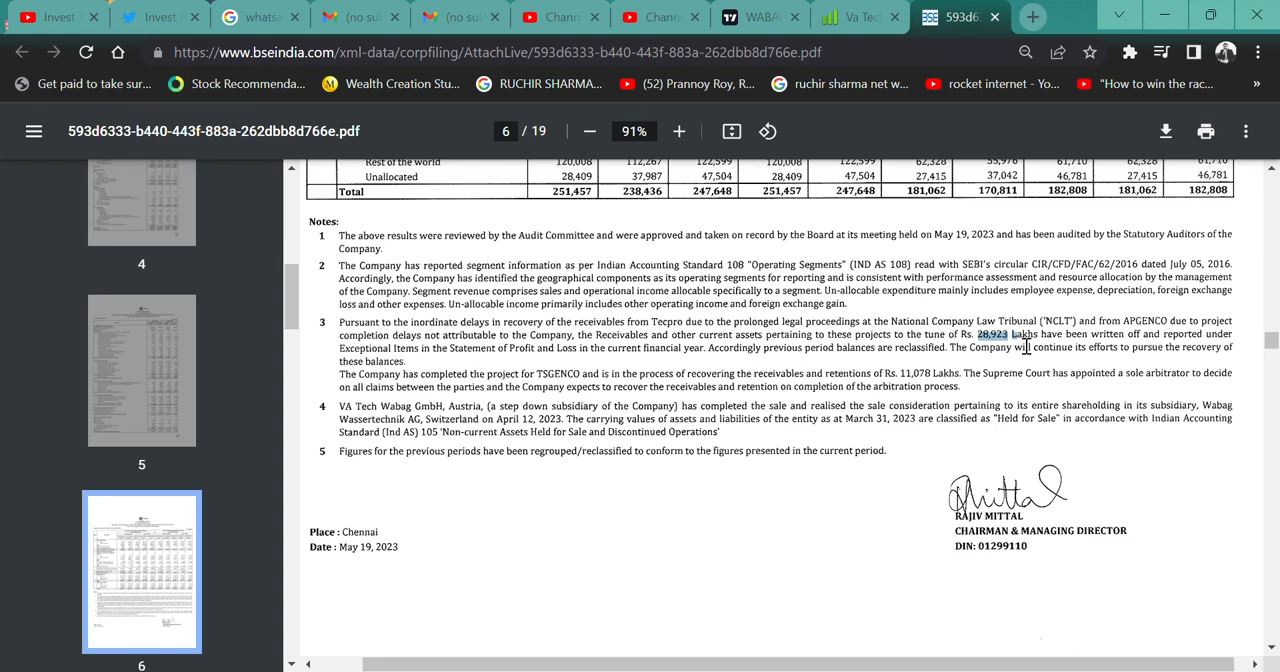 Invest
Invest
whats
(no su
(no su
Chann
Chann
WABA
Va Tec
593d6
https://www.bseindia.com/xml-data/corpfiling/AttachLive/593d6333-b440-443f-883a-262dbb8d766e.pdf
Get paid to take sur... Stock Recommenda... Wealth Creation Stu... RUCHIR SHARMA... (52) Prannoy Roy, R... ruchir sharma net w... rocket internet - Yo... "How to win the rac... »
593d6333-b440-443f-883a-262dbb8d766e.pdf 6 / 19 91%
Rest of the world 120,008 112,267 122,599 120,008 122,599 62,328 55,976 61,710 62,328 61,710
Unallocated 28,409 37,987 47,504 28,409 47,504 27,415 37,042 46,781 27,415 46,781
Total 251,457 238,436 247,648 251,457 247,648 181,062 170,811 182,808 181,062 182,808
Notes:
1 The above results were reviewed by the Audit Committee and were approved and taken on record by the Board at its meeting held on May 19, 2023 and has been audited by the Statutory Auditors of the
Company.
2 The Company has reported segment information as per Indian Accounting Standard 108 "Operating Segments" (IND AS 108) read with SEBI's circular CIR/CFD/FAC/62/2016 dated July 05, 2016.
Accordingly, the Company has identified the geographical components as its operating segments for reporting and is consistent with performance assessment and resource allocation by the management
of the Company. Segment revenue comprises sales and operational income allocable specifically to a segment. Un-allocable expenditure mainly includes employee expense, depreciation, foreign exchange
loss and other expenses. Un-allocable income primarily includes other operating income and foreign exchange gain.
3 Pursuant to the inordinate delays in recovery of the receivables from Tecpro due to the prolonged legal proceedings at the National Company Law Tribunal ('NCLT') and from APGENCO due to project
completion delays not attributable to the Company, the Receivables and other current assets pertaining to these projects to the tune of Rs. 28,923 Lakhs have been written off and reported under
Exceptional Items in the Statement of Profit and Loss in the current financial year. Accordingly previous period balances are reclassified. The Company will continue its efforts to pursue the recovery of
these balances.
The Company has completed the project for TSGENCO and is in the process of recovering the receivables and retentions of Rs. 11,078 Lakhs. The Supreme Court has appointed a sole arbitrator to decide
on all claims between the parties and the Company expects to recover the receivables and retention on completion of the arbitration process.
4 VA Tech Wabag GmbH, Austria, (a step down subsidiary of the Company) has completed the sale and realised the sale consideration pertaining to its entire shareholding in its subsidiary, Wabag
Wassertechnik AG, Switzerland on April 12, 2023. The carrying values of assets and liabilities of the entity as at March 31, 2023 are classified as "Held for Sale" in accordance with Indian Accounting
Standard (Ind AS) 105 'Non-current Assets Held for Sale and Discontinued Operations'
5 Figures for the previous periods have been regrouped/reclassified to conform to the figures presented in the current period.
RAJIV MITTAL
Place : Chennai CHAIRMAN & MANAGING DIRECTOR
Date : May 19, 2023 DIN: 01299110
4
5
6